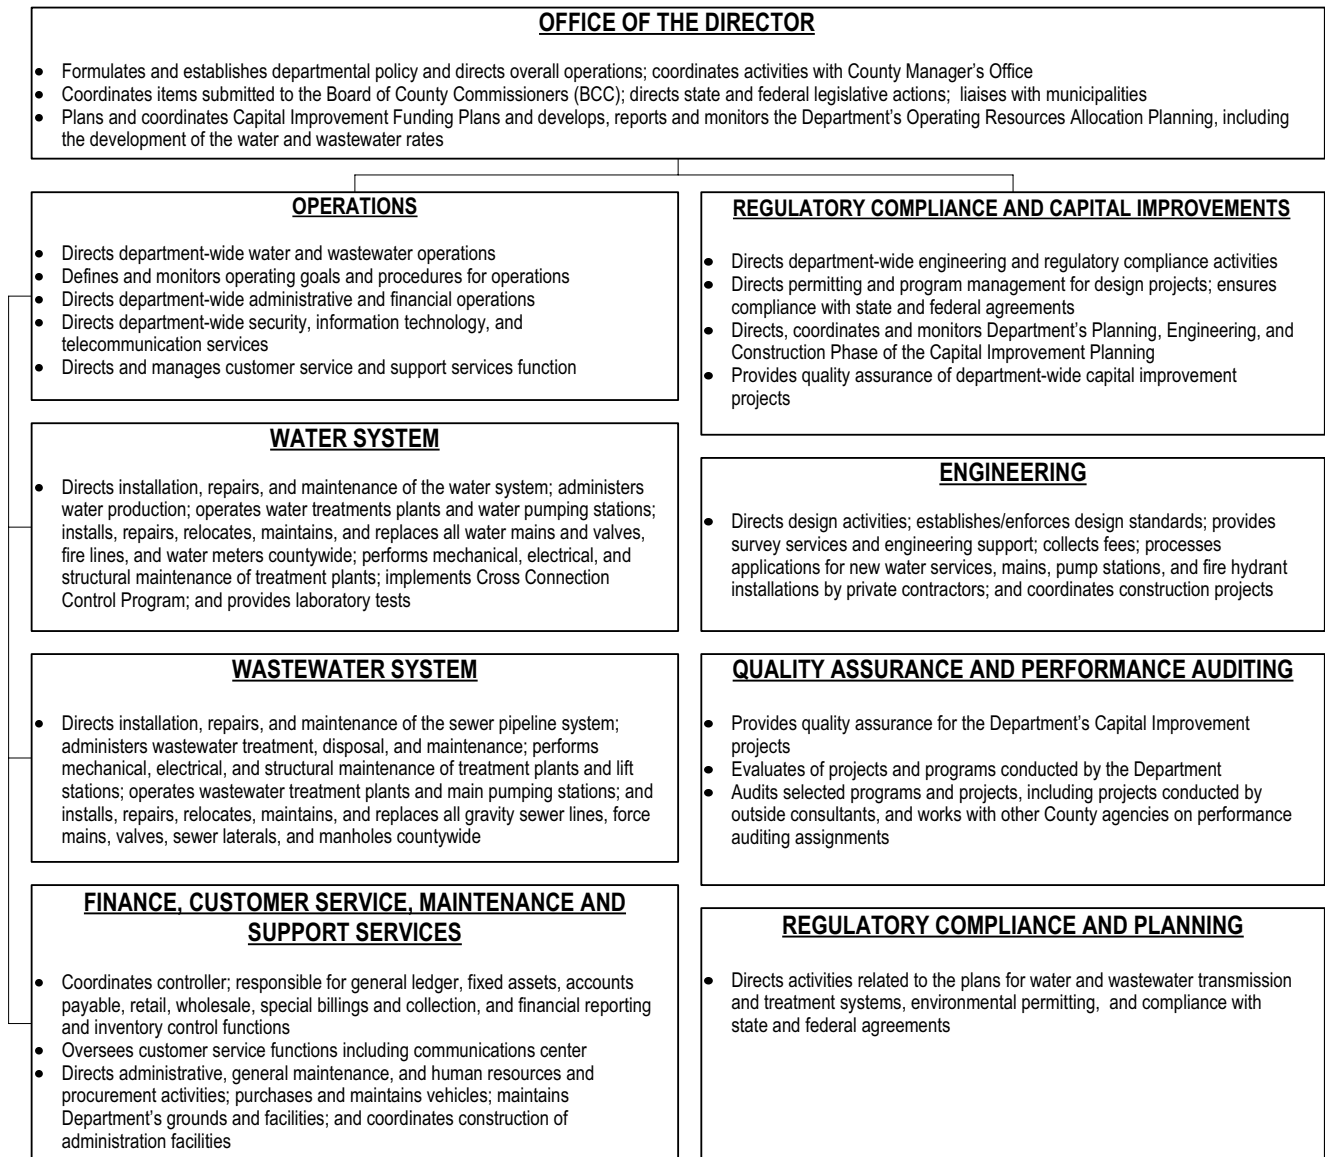 OFFICE OF THE DIRECTOR
● Formulates and establishes departmental policy and directs overall operations; coordinates activities with County Manager's Office
● Coordinates items submitted to the Board of County Commissioners (BCC); directs state and federal legislative actions;  liaises with municipalities
● Plans and coordinates Capital Improvement Funding Plans and develops, reports and monitors the Department's Operating Resources Allocation Planning, including
the development of the water and wastewater rates
OPERATIONS
● Directs department-wide water and wastewater operations
● Defines and monitors operating goals and procedures for operations
● Directs department-wide administrative and financial operations
● Directs department-wide security, information technology, and
telecommunication services
● Directs and manages customer service and support services function
WATER SYSTEM
● Directs installation, repairs, and maintenance of the water system; administers
water production; operates water treatments plants and water pumping stations;
installs, repairs, relocates, maintains, and replaces all water mains and valves,
fire lines, and water meters countywide; performs mechanical, electrical, and
structural maintenance of treatment plants; implements Cross Connection
Control Program; and provides laboratory tests
WASTEWATER SYSTEM
● Directs installation, repairs, and maintenance of the sewer pipeline system;
administers wastewater treatment, disposal, and maintenance; performs
mechanical, electrical, and structural maintenance of treatment plants and lift
stations; operates wastewater treatment plants and main pumping stations; and
installs, repairs, relocates, maintains, and replaces all gravity sewer lines, force
mains, valves, sewer laterals, and manholes countywide
FINANCE, CUSTOMER SERVICE, MAINTENANCE AND
SUPPORT SERVICES
● Coordinates controller; responsible for general ledger, fixed assets, accounts
payable, retail, wholesale, special billings and collection, and financial reporting
and inventory control functions
● Oversees customer service functions including communications center
● Directs administrative, general maintenance, and human resources and
procurement activities; purchases and maintains vehicles; maintains
Department's grounds and facilities; and coordinates construction of
administration facilities
REGULATORY COMPLIANCE AND CAPITAL IMPROVEMENTS
● Directs department-wide engineering and regulatory compliance activities
● Directs permitting and program management for design projects; ensures
compliance with state and federal agreements
● Directs, coordinates and monitors Department's Planning, Engineering, and
Construction Phase of the Capital Improvement Planning
● Provides quality assurance of department-wide capital improvement
projects
ENGINEERING
● Directs design activities; establishes/enforces design standards; provides
survey services and engineering support; collects fees; processes
applications for new water services, mains, pump stations, and fire hydrant
installations by private contractors; and coordinates construction projects
QUALITY ASSURANCE AND PERFORMANCE AUDITING
● Provides quality assurance for the Department's Capital Improvement
projects
● Evaluates of projects and programs conducted by the Department
● Audits selected programs and projects, including projects conducted by
outside consultants, and works with other County agencies on performance
auditing assignments
REGULATORY COMPLIANCE AND PLANNING
● Directs activities related to the plans for water and wastewater transmission
and treatment systems, environmental permitting,  and compliance with
state and federal agreements